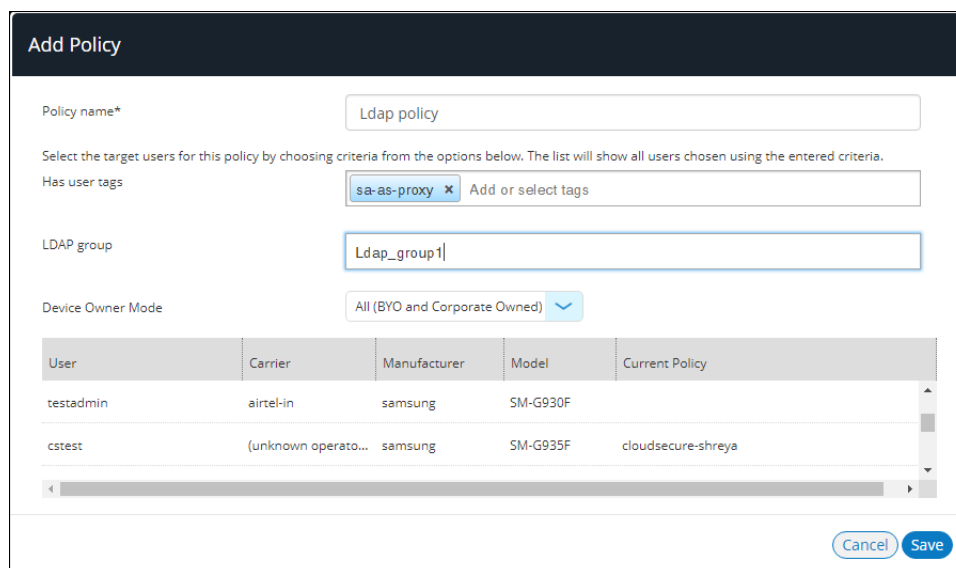 Add Policy
Policy name*
Ldap policy
Select the target users for this policy by choosing criteria from the options below. The list will show all users chosen using the entered criteria.
Has user tags
sa-as-proxy × Add or select tags
LDAP group
Ldap_group1
Device Owner Mode
All (BYO and Corporate Owned)
User Carrier Manufacturer Model Current Policy
testadmin airtel-in samsung SM-G930F
cstest (unknown operato... samsung SM-G935F cloudsecure-shreya
Cancel Save